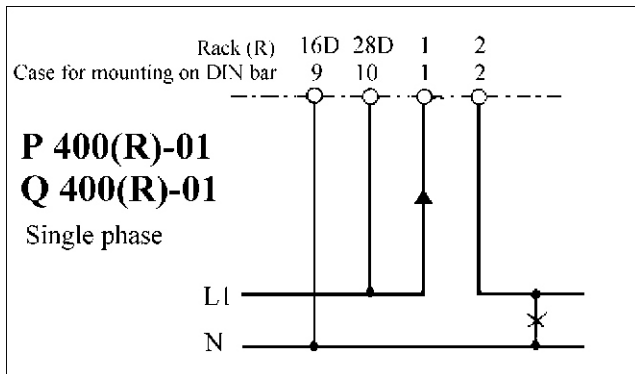 Rack (R) 16D 28D 1 2
Case for mounting on DIN bar 9 10 1 2
P 400(R)-01
Q 400(R)-01
Single phase
L1
N